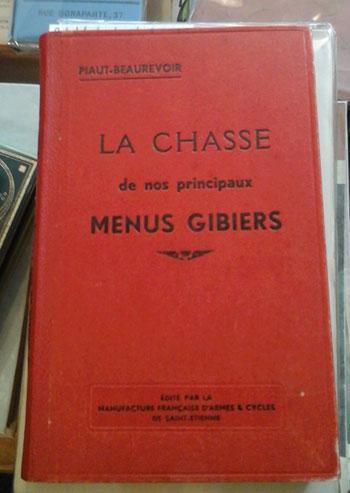 RUE BONAPARTE.37
PIAUT-BEAUREVOIR
LA CHASSE
de nos principaux
MENUS GIBIERS
ÉDITÉ PAR LA
MANUFACTURE FRANÇAISE D'ARMES & CYCLES
DE SAINT-ETIENNE